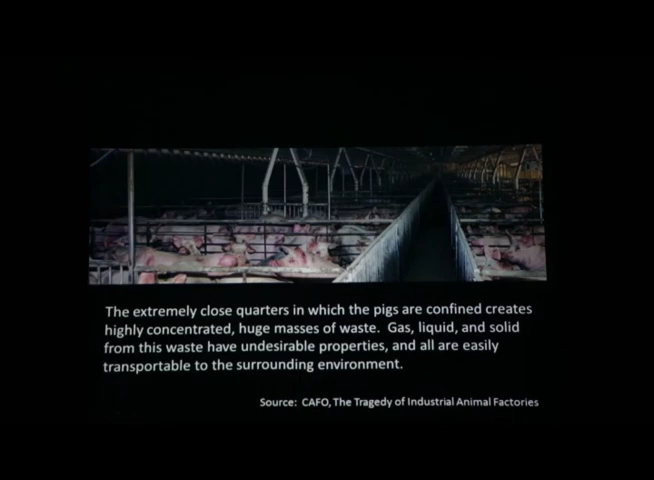 The extremely close quarters in which the pigs are confined creates
highly concentrated, huge masses of waste.  Gas, liquid, and solid
from this waste have undesirable properties, and all are easily
transportable to the surrounding environment.
Source:  CAFO, The Tragedy of Industrial Animal Factories